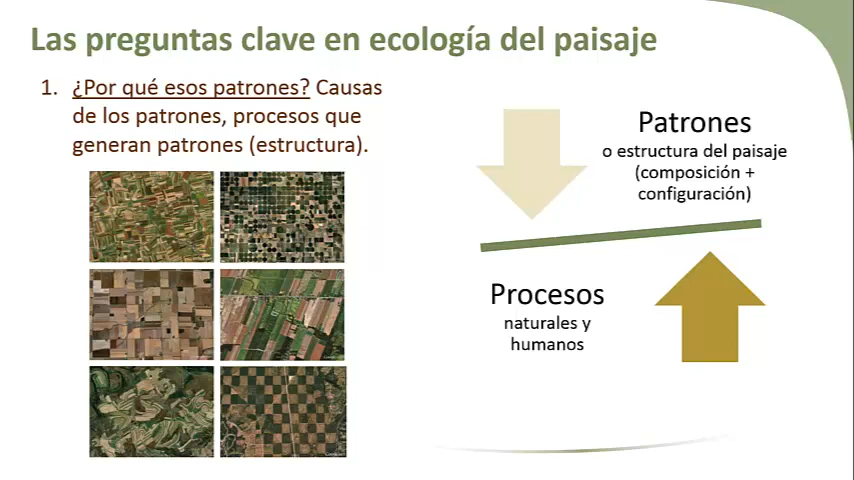 Las preguntas clave en ecología del paisaje
1. ¿Por qué esos patrones? Causas
de los patrones, procesos que
generan patrones (estructura).
Patrones
o estructura del paisaje
(composición +
configuración)
Procesos
naturales y
humanos